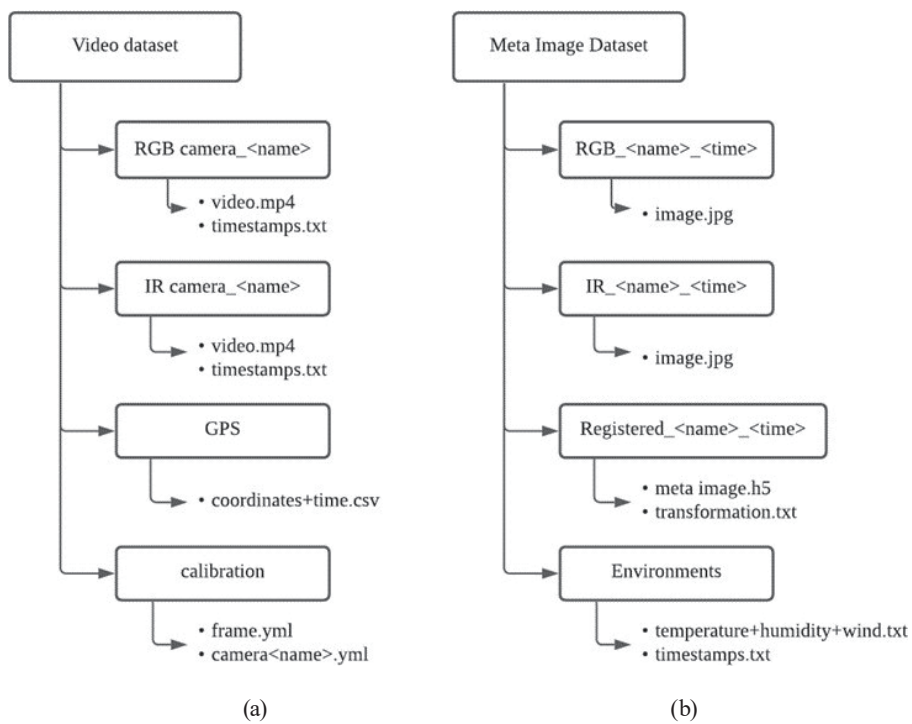 Video dataset
RGB camera_<name>
• video.mp4
• timestamps.txt
IR camera_<name>
• video.mp4
• timestamps.txt
GPS
• coordinates+time.csv
calibration
• frame.yml
• camera<name>.yml
(a)
Meta Image Dataset
RGB_<name>_<time>
• image.jpg
IR_<name>_<time>
• image.jpg
Registered_<name>_<time>
• meta image.h5
• transformation.txt
Environments
• temperature+humidity+wind.txt
• timestamps.txt
(b)